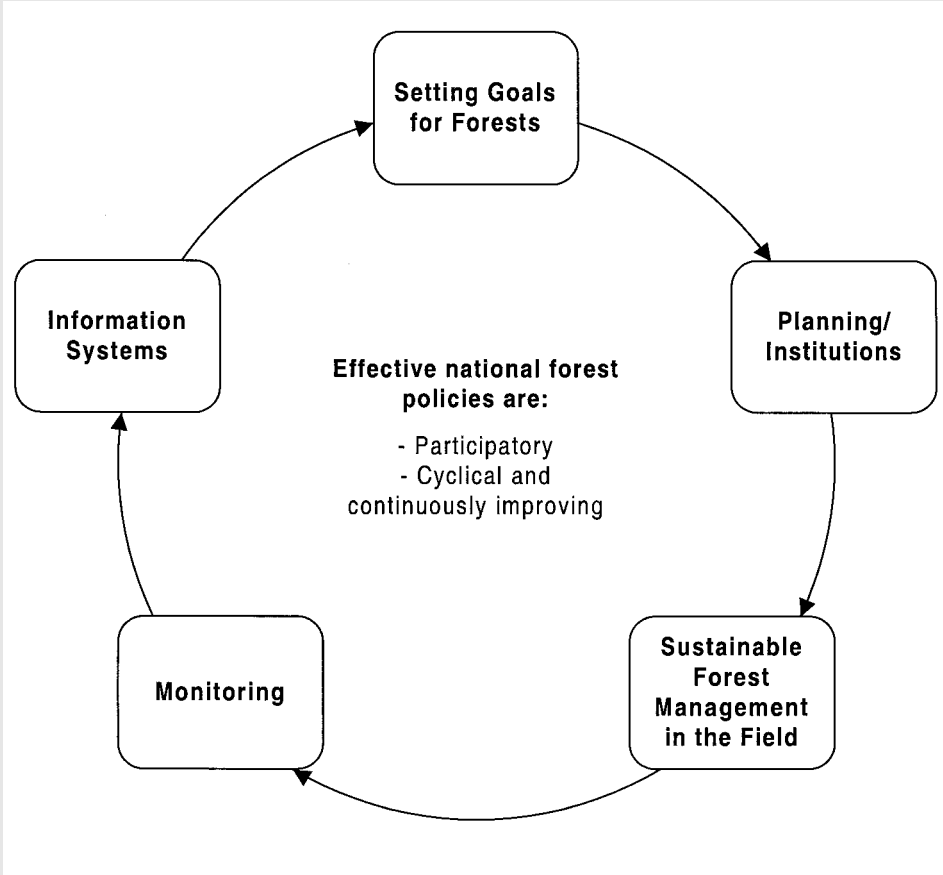 Setting Goals
for Forests
Information
Systems
Planning/
Institutions
Effective national forest
policies are:
- Participatory
- Cyclical and
continuously improving
Monitoring
Sustainable
Forest
Management
in the Field